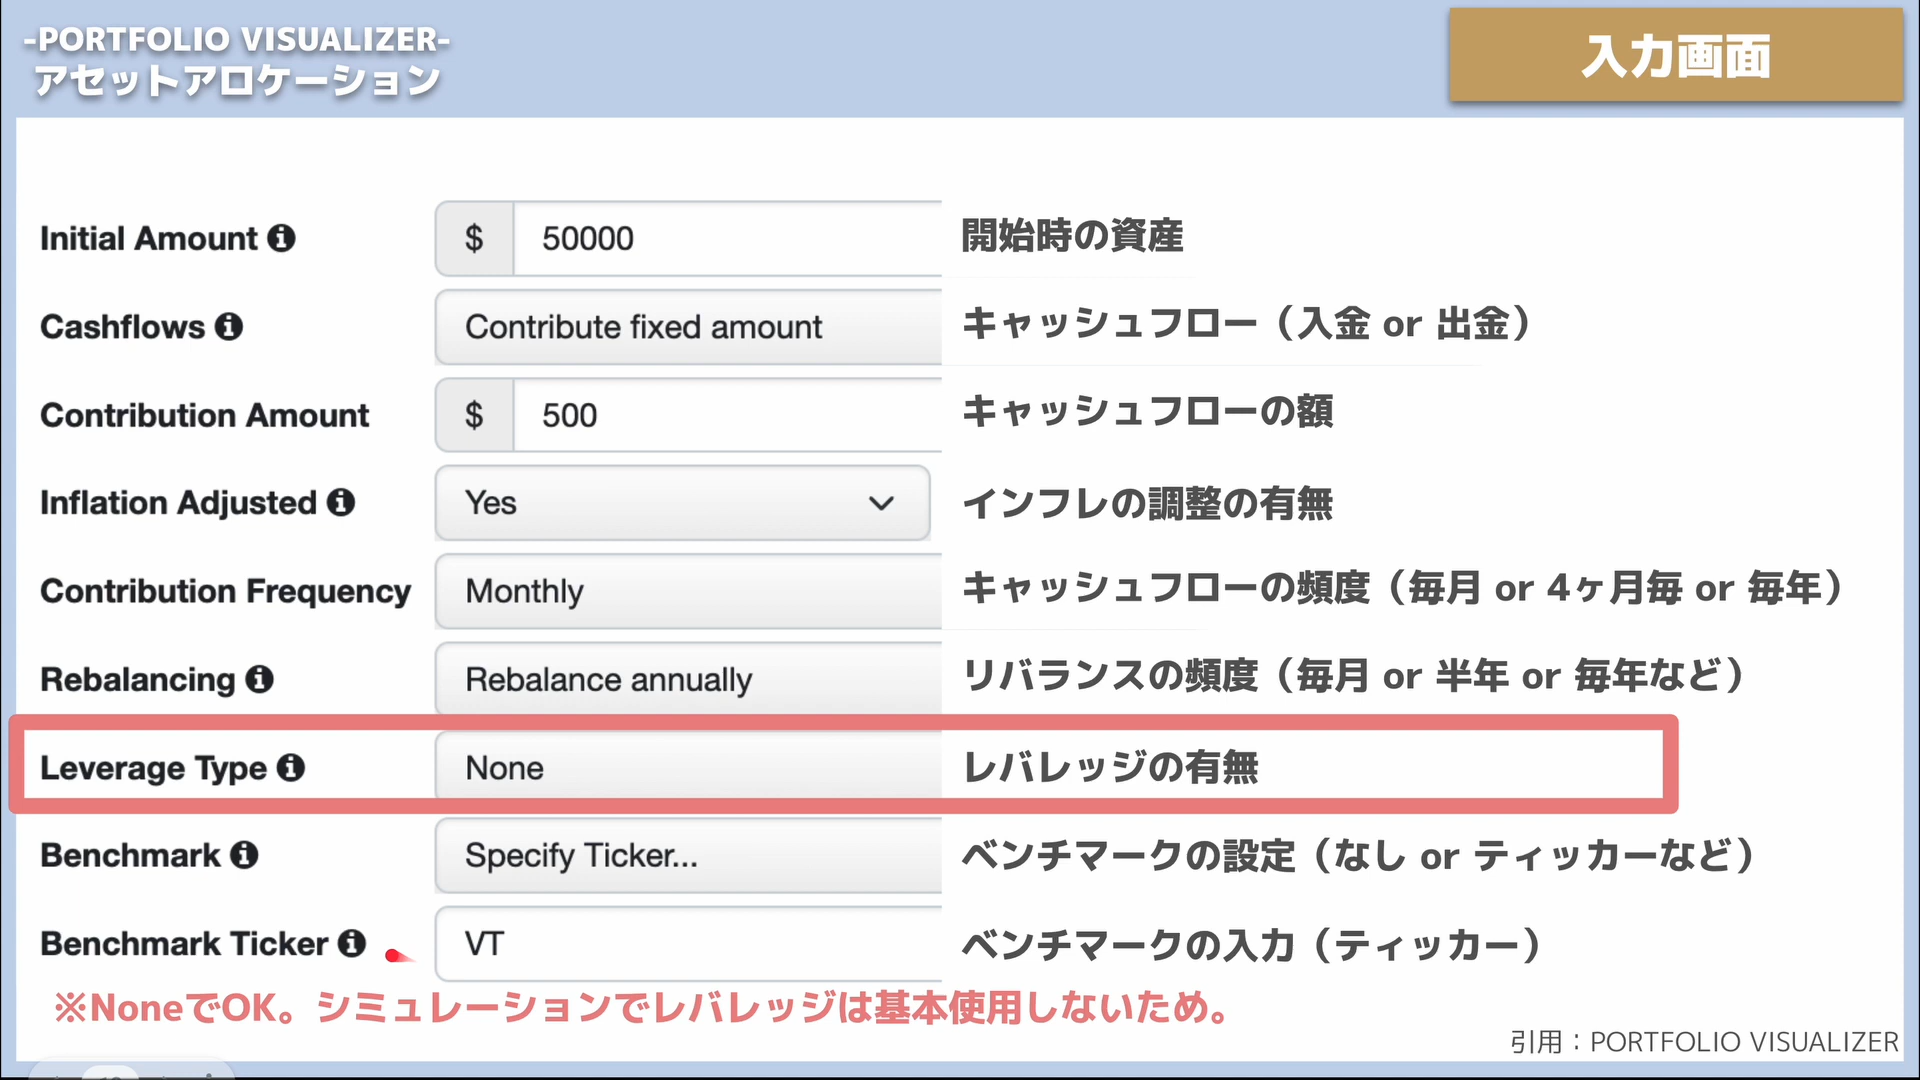 -PORTFOLIO VISUALIZER-
アセットアロケーション
入力画面
Initial Amount $ 50000 開始時の資産
Cashflows Contribute fixed amount キャッシュフロー（入金 or 出金）
Contribution Amount $ 500 キャッシュフローの額
Inflation Adjusted Yes インフレの調整の有無
Contribution Frequency Monthly キャッシュフローの頻度（毎月 or 4ヶ月毎 or 毎年）
Rebalancing Rebalance annually リバランスの頻度（毎月 or 半年 or 毎年など）
Leverage Type None レバレッジの有無
Benchmark Specify Ticker... ベンチマークの設定（なし or ティッカーなど）
Benchmark Ticker VT ベンチマークの入力（ティッカー）
※NoneでOK。シミュレーションでレバレッジは基本使用しないため。
引用：PORTFOLIO VISUALIZER